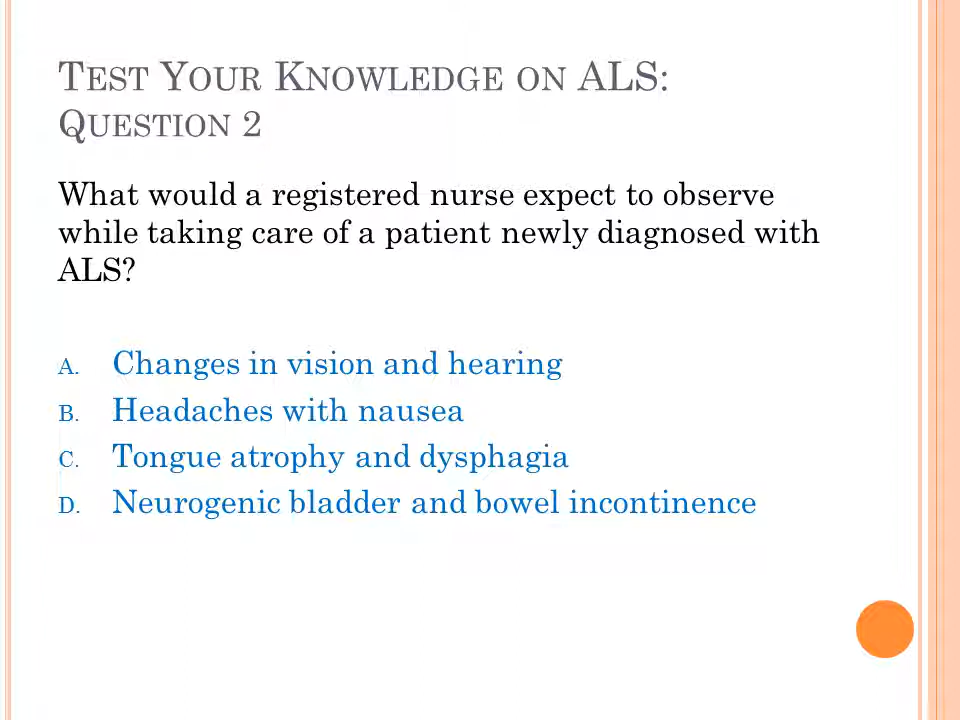 Test Your Knowledge on ALS:
Question 2
What would a registered nurse expect to observe
while taking care of a patient newly diagnosed with
ALS?
A. Changes in vision and hearing
B. Headaches with nausea
C. Tongue atrophy and dysphagia
D. Neurogenic bladder and bowel incontinence